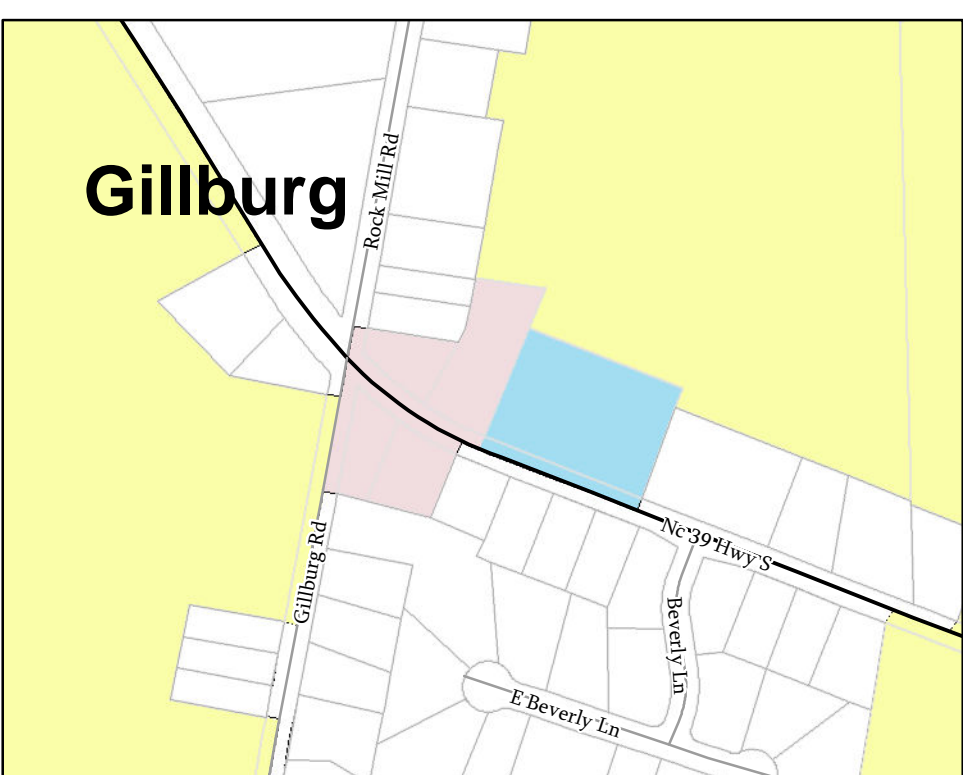 Gillburg
Rock Mill Rd
Nc 39 Hwy S
Gillburg Rd
Beverly Ln
E Beverly Ln